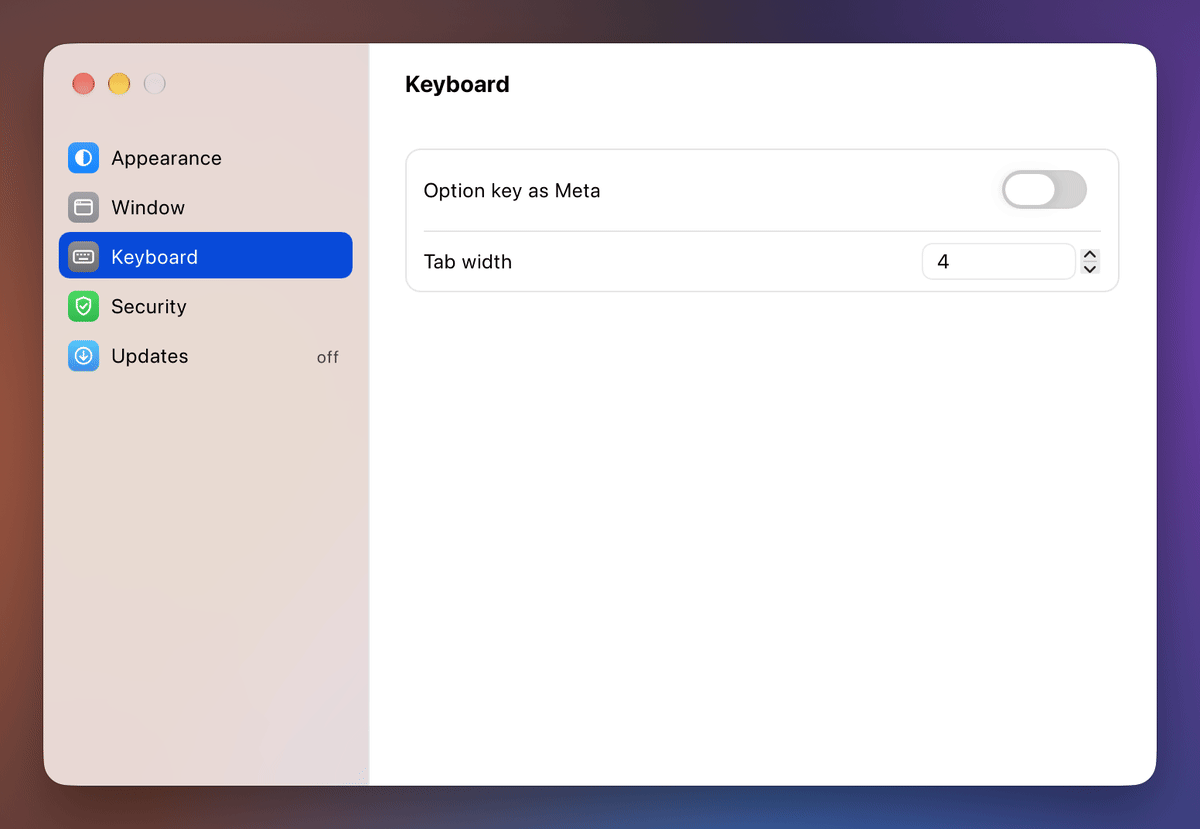 Keyboard
Appearance
Window
Keyboard
Security
Updates off
Option key as Meta
Tab width 4